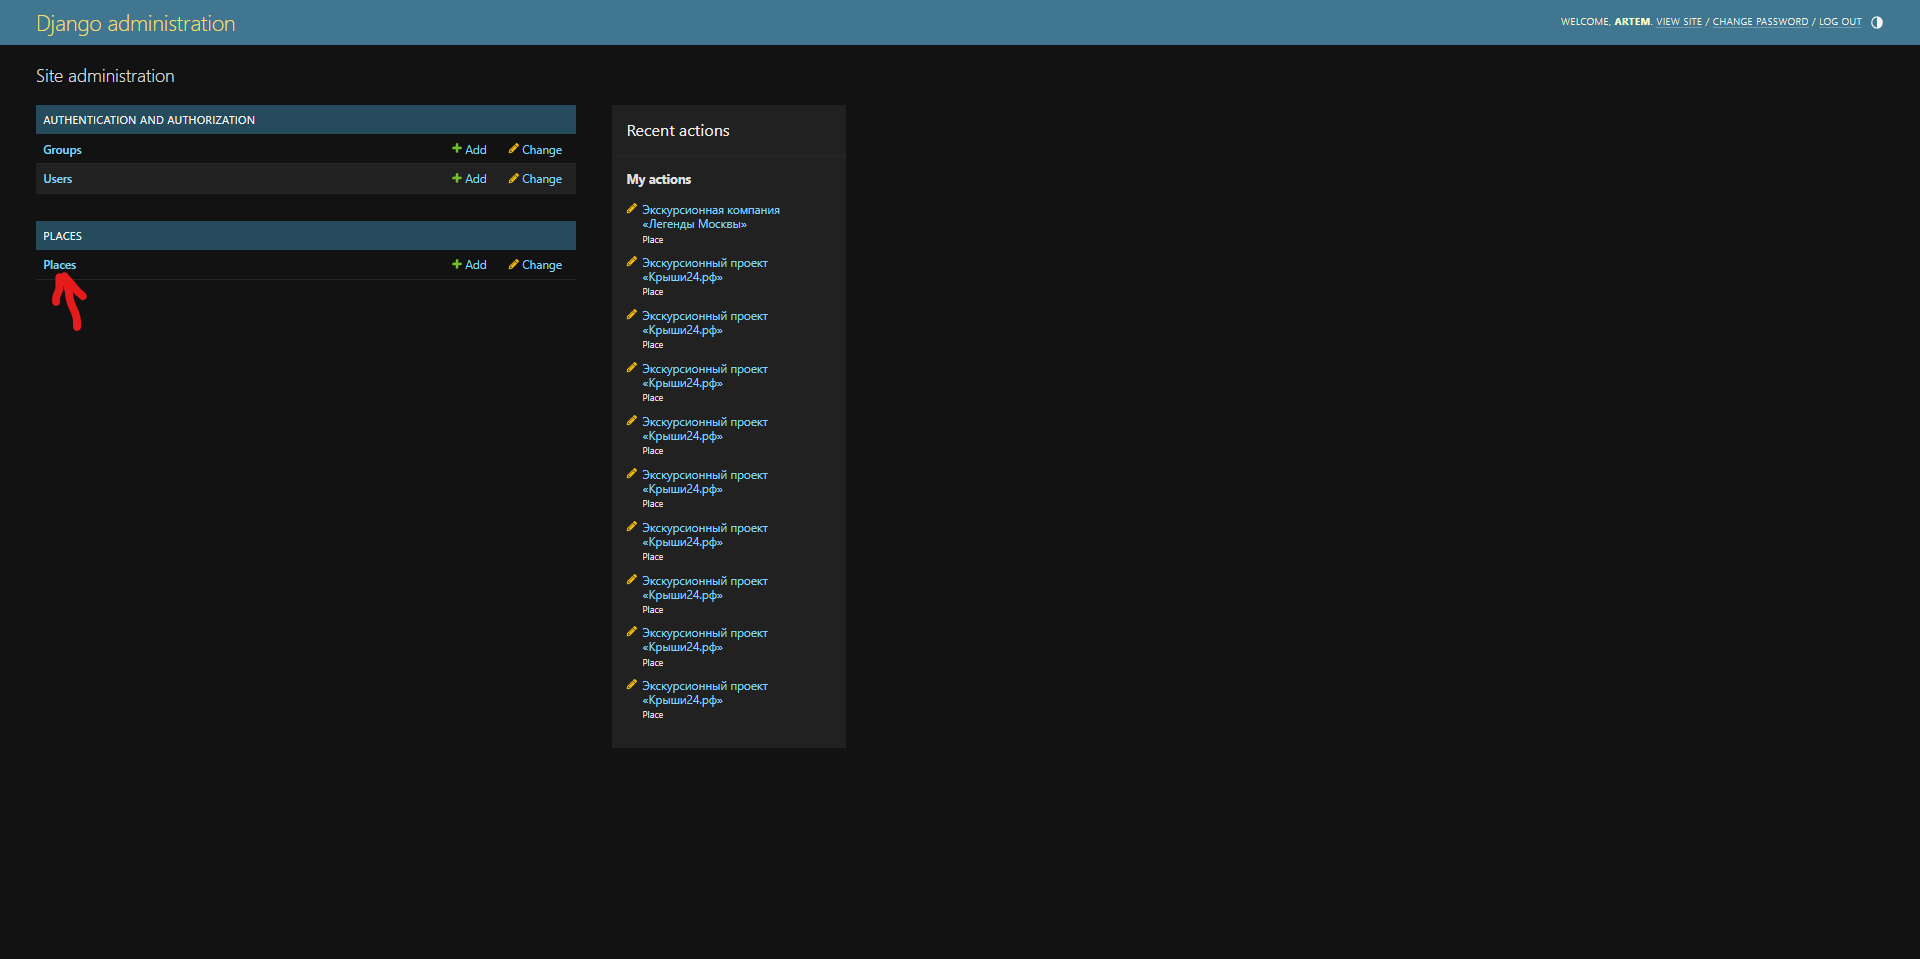 Django administration
WELCOME, ARTEM. VIEW SITE / CHANGE PASSWORD / LOG OUT
Site administration
AUTHENTICATION AND AUTHORIZATION
Groups Add Change
Users Add Change
PLACES
Places Add Change
Recent actions
My actions
Экскурсионная компания
«Легенды Москвы»
Place
Экскурсионный проект
«Крыши24.рф»
Place
Экскурсионный проект
«Крыши24.рф»
Place
Экскурсионный проект
«Крыши24.рф»
Place
Экскурсионный проект
«Крыши24.рф»
Place
Экскурсионный проект
«Крыши24.рф»
Place
Экскурсионный проект
«Крыши24.рф»
Place
Экскурсионный проект
«Крыши24.рф»
Place
Экскурсионный проект
«Крыши24.рф»
Place
Экскурсионный проект
«Крыши24.рф»
Place